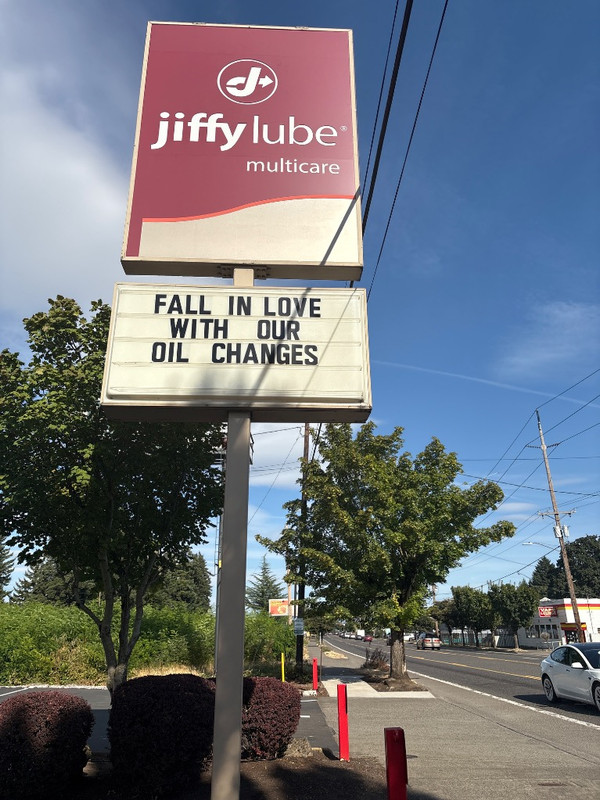 jiffy lube®
multicare
FALL IN LOVE
WITH OUR
OIL CHANGES